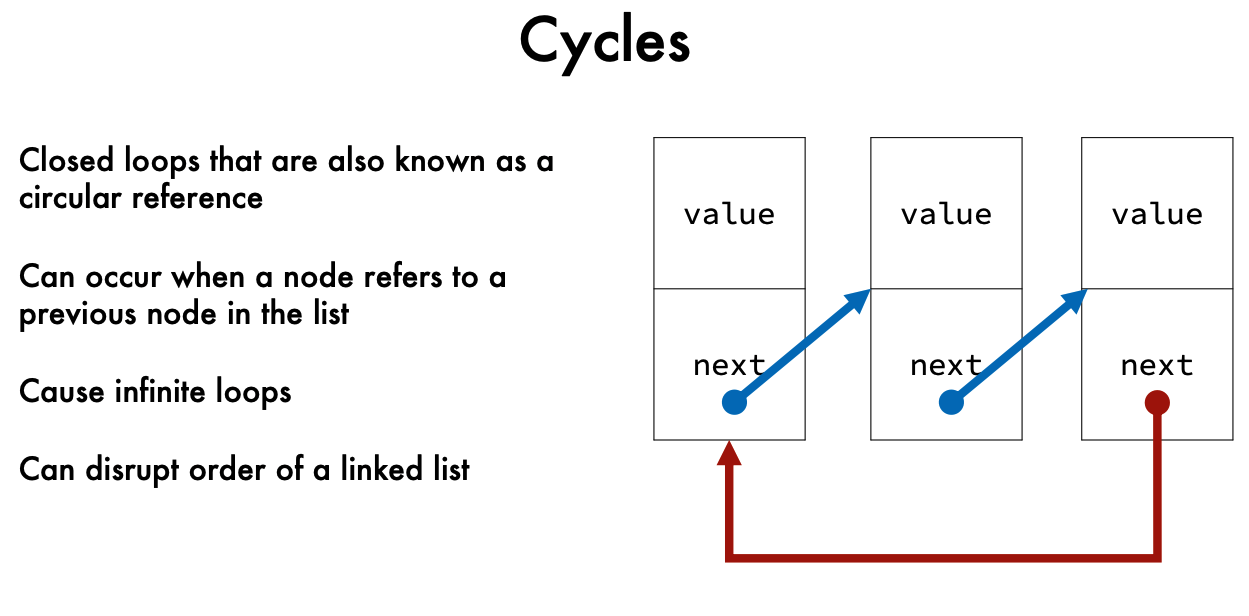 Cycles
Closed loops that are also known as a
circular reference
Can occur when a node refers to a
previous node in the list
Cause infinite loops
Can disrupt order of a linked list
value
value
value
next
next
next